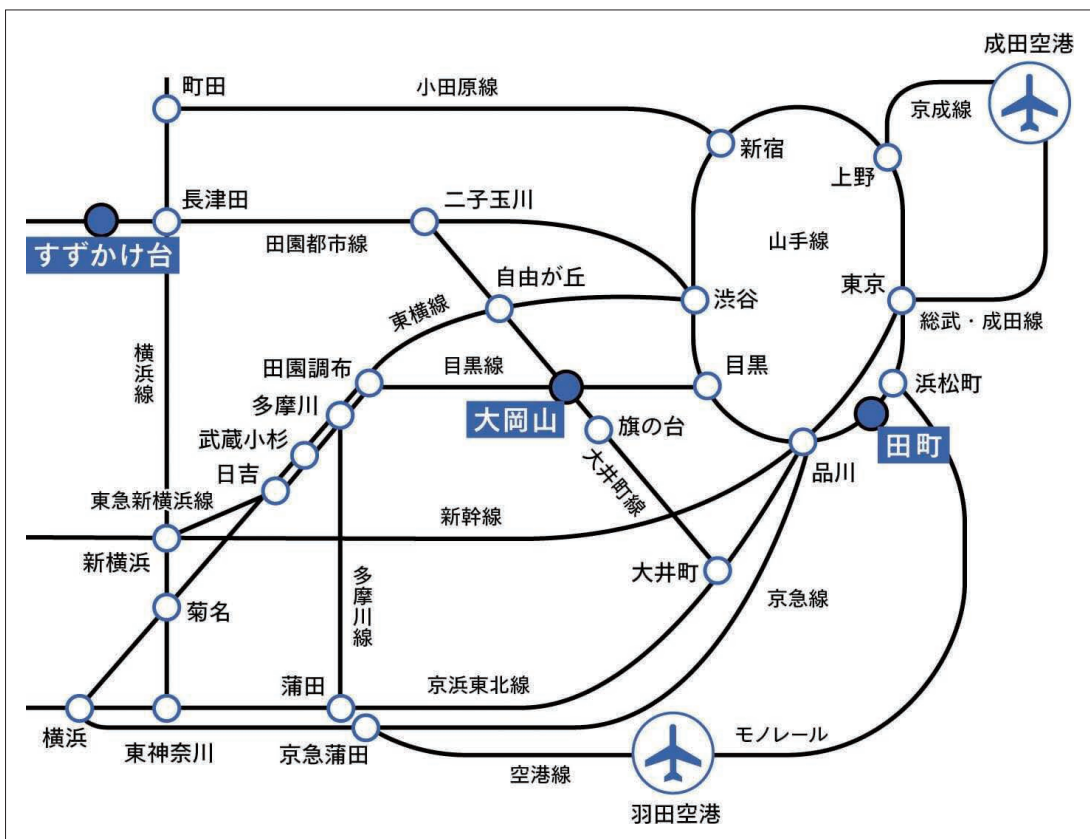 成田空港
町田
小田原線
京成線
新宿
上野
長津田
二子玉川
すずかけ台
田園都市線
山手線
自由が丘
東京
東横線
渋谷
総武・成田線
横浜線
田園調布
目黒線
目黒
浜松町
多摩川
大岡山
旗の台
田町
武蔵小杉
日吉
大井町線
品川
東急新横浜線
新幹線
新横浜
大井町
京急線
菊名
多摩川線
蒲田
京浜東北線
横浜
東神奈川
京急蒲田
モノレール
空港線
羽田空港